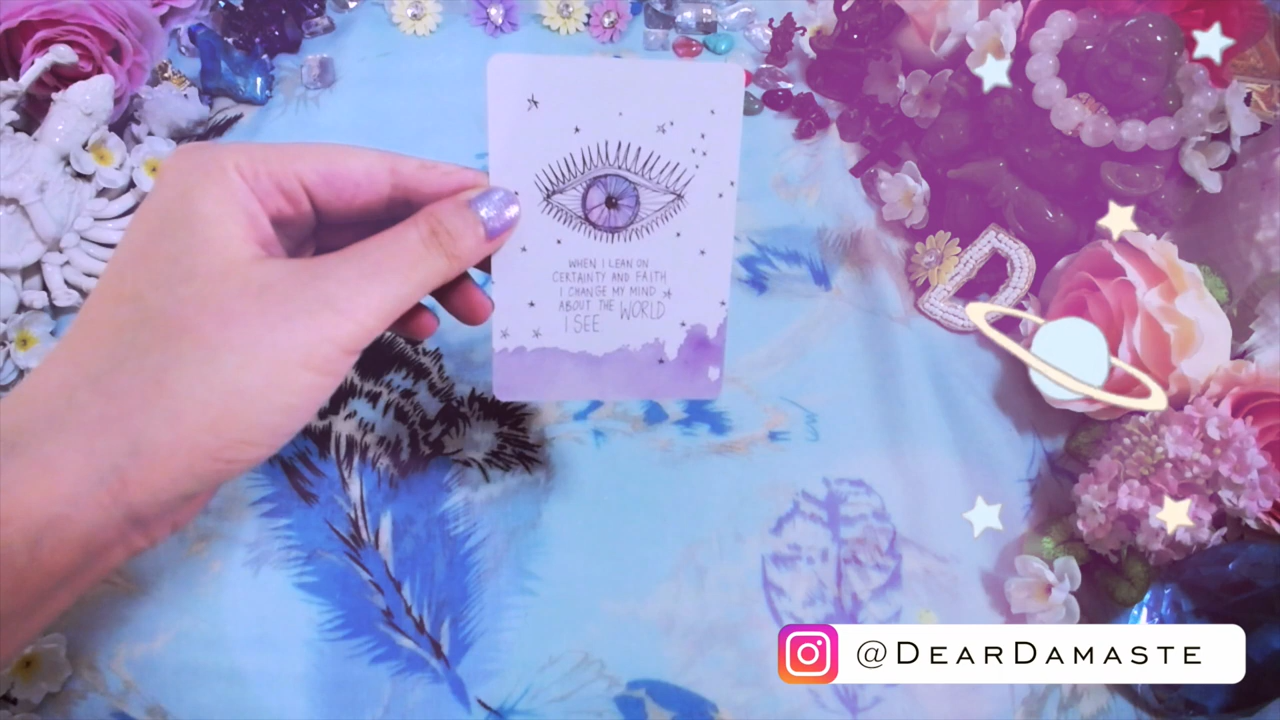 WHEN I LEAN ON
CERTAINTY AND FAITH
I CHANGE MY MIND
ABOUT THE WORLD
I SEE
D
@DEARDAMASTE